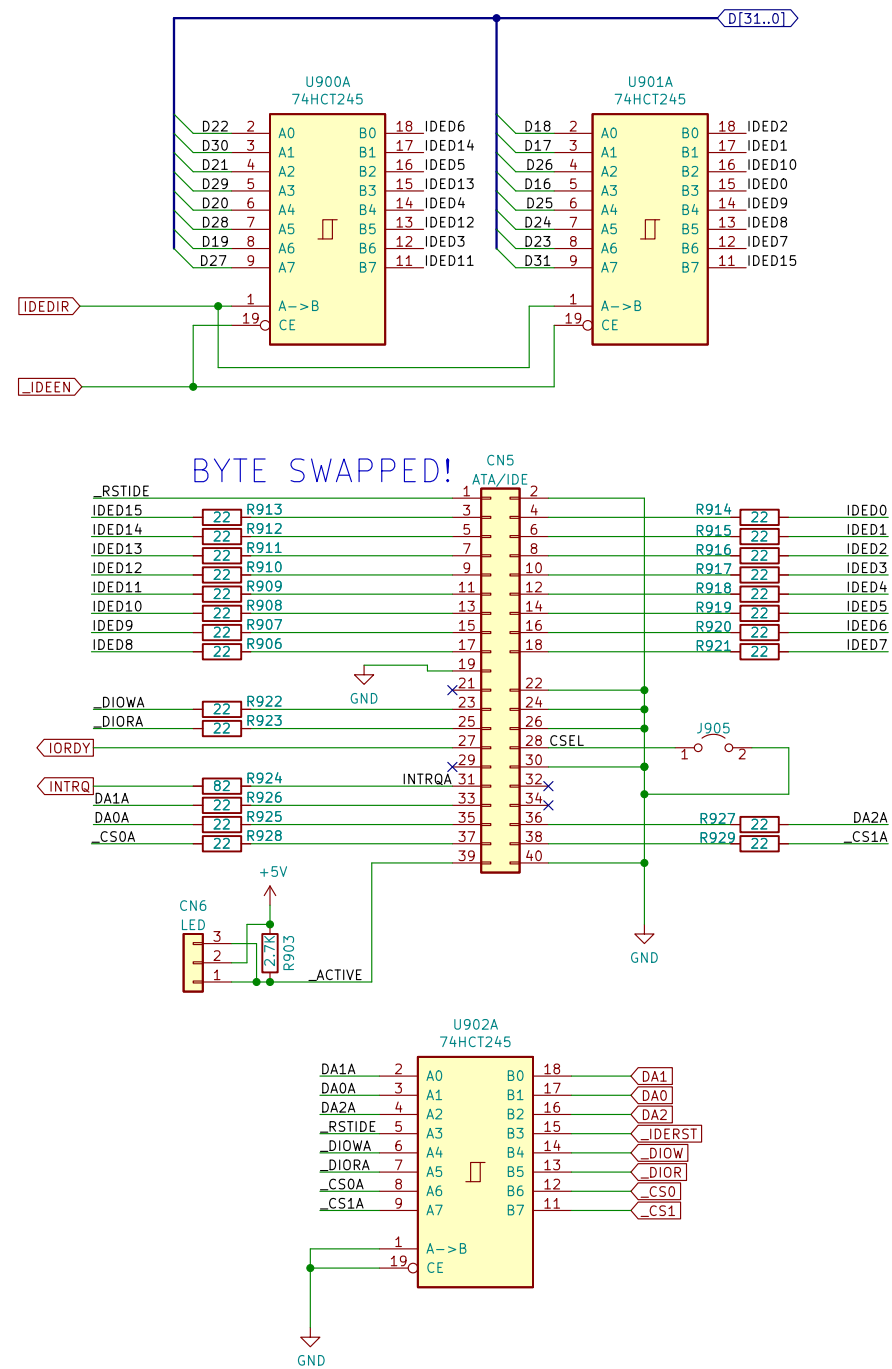 D[31..0]
U900A
74HCT245
U901A
74HCT245
D22 2 A0 B0 18 IDED6
D30 3 A1 B1 17 IDED14
D21 4 A2 B2 16 IDED5
D29 5 A3 B3 15 IDED13
D20 6 A4 B4 14 IDED4
D28 7 A5 B5 13 IDED12
D19 8 A6 B6 12 IDED3
D27 9 A7 B7 11 IDED11
1 A->B
19 CE
D18 2 A0 B0 18 IDED2
D17 3 A1 B1 17 IDED1
D26 4 A2 B2 16 IDED10
D16 5 A3 B3 15 IDED0
D25 6 A4 B4 14 IDED9
D24 7 A5 B5 13 IDED8
D23 8 A6 B6 12 IDED7
D31 9 A7 B7 11 IDED15
1 A->B
19 CE
IDEDIR
_IDEEN
BYTE SWAPPED!
CN5
ATA/IDE
_RSTIDE 1 2
IDED15 22 R913 3 4 R914 22 IDED0
IDED14 22 R912 5 6 R915 22 IDED1
IDED13 22 R911 7 8 R916 22 IDED2
IDED12 22 R910 9 10 R917 22 IDED3
IDED11 22 R909 11 12 R918 22 IDED4
IDED10 22 R908 13 14 R919 22 IDED5
IDED9 22 R907 15 16 R920 22 IDED6
IDED8 22 R906 17 18 R921 22 IDED7
19
GND
21 22
_DIOWA 22 R922 23 24
_DIORA 22 R923 25 26
IORDY 27 28 CSEL
J905
1 2
29 30
INTRQ 82 R924 INTRQA 31 32
DA1A 22 R926 33 34
DA0A 22 R925 35 36 R927 22 DA2A
_CS0A 22 R928 37 38 R929 22 _CS1A
39 40
+5V
CN6
LED
3
2
1
2.7K
R903
_ACTIVE
GND
U902A
74HCT245
DA1A 2 A0 B0 18 DA1
DA0A 3 A1 B1 17 DA0
DA2A 4 A2 B2 16 DA2
_RSTIDE 5 A3 B3 15 _IDERST
_DIOWA 6 A4 B4 14 _DIOW
_DIORA 7 A5 B5 13 _DIOR
_CS0A 8 A6 B6 12 _CS0
_CS1A 9 A7 B7 11 _CS1
1 A->B
19 CE
GND